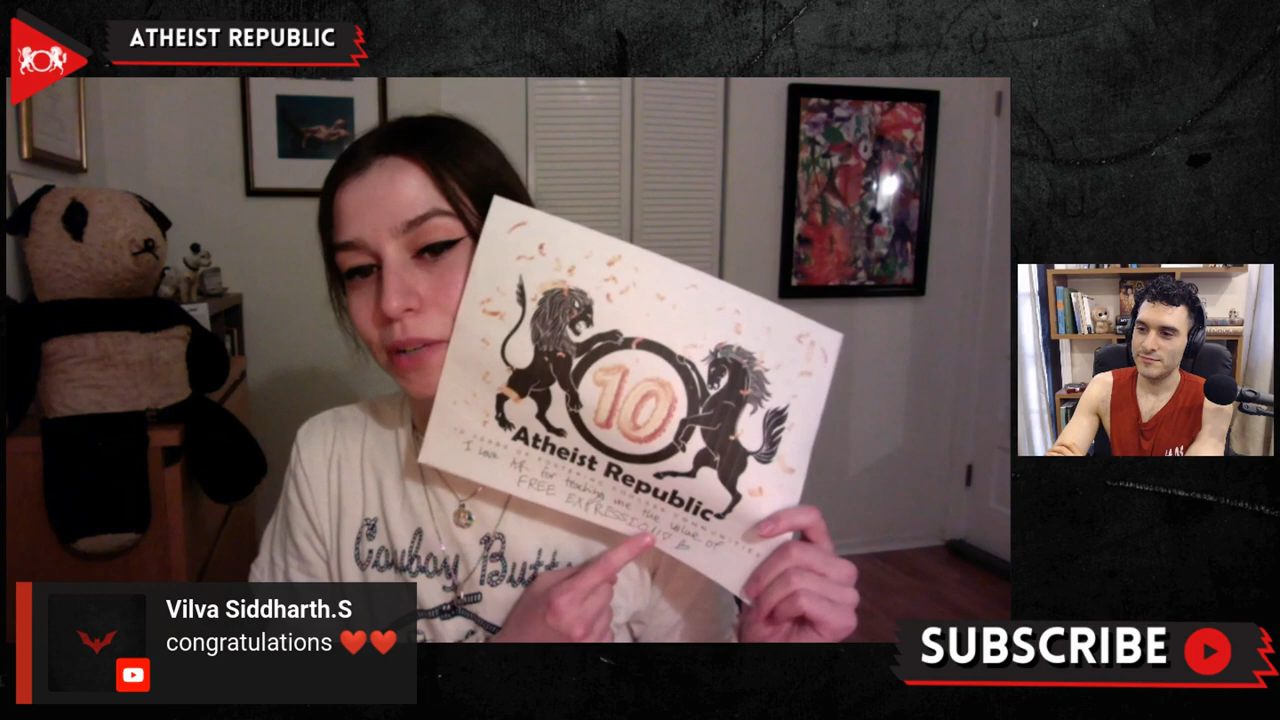 ATHEIST REPUBLIC
10
Atheist Republic
I love AR for teaching me the value of
FREE EXPRESSION
Cowboy Butt
Vilva Siddharth.S
congratulations ❤️❤️
SUBSCRIBE